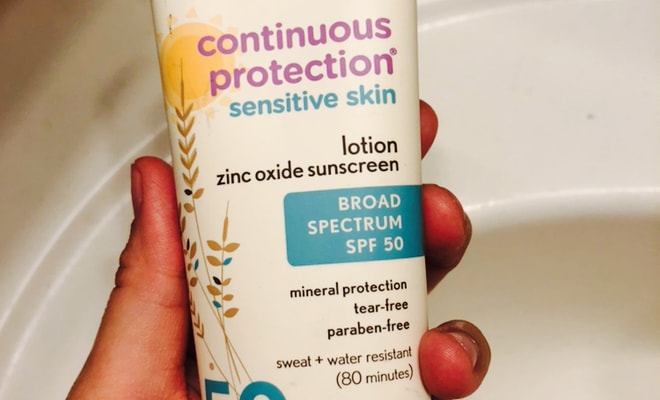 continuous
protection®
sensitive skin
lotion
zinc oxide sunscreen
BROAD
SPECTRUM
SPF 50
mineral protection
tear-free
paraben-free
sweat + water resistant
(80 minutes)